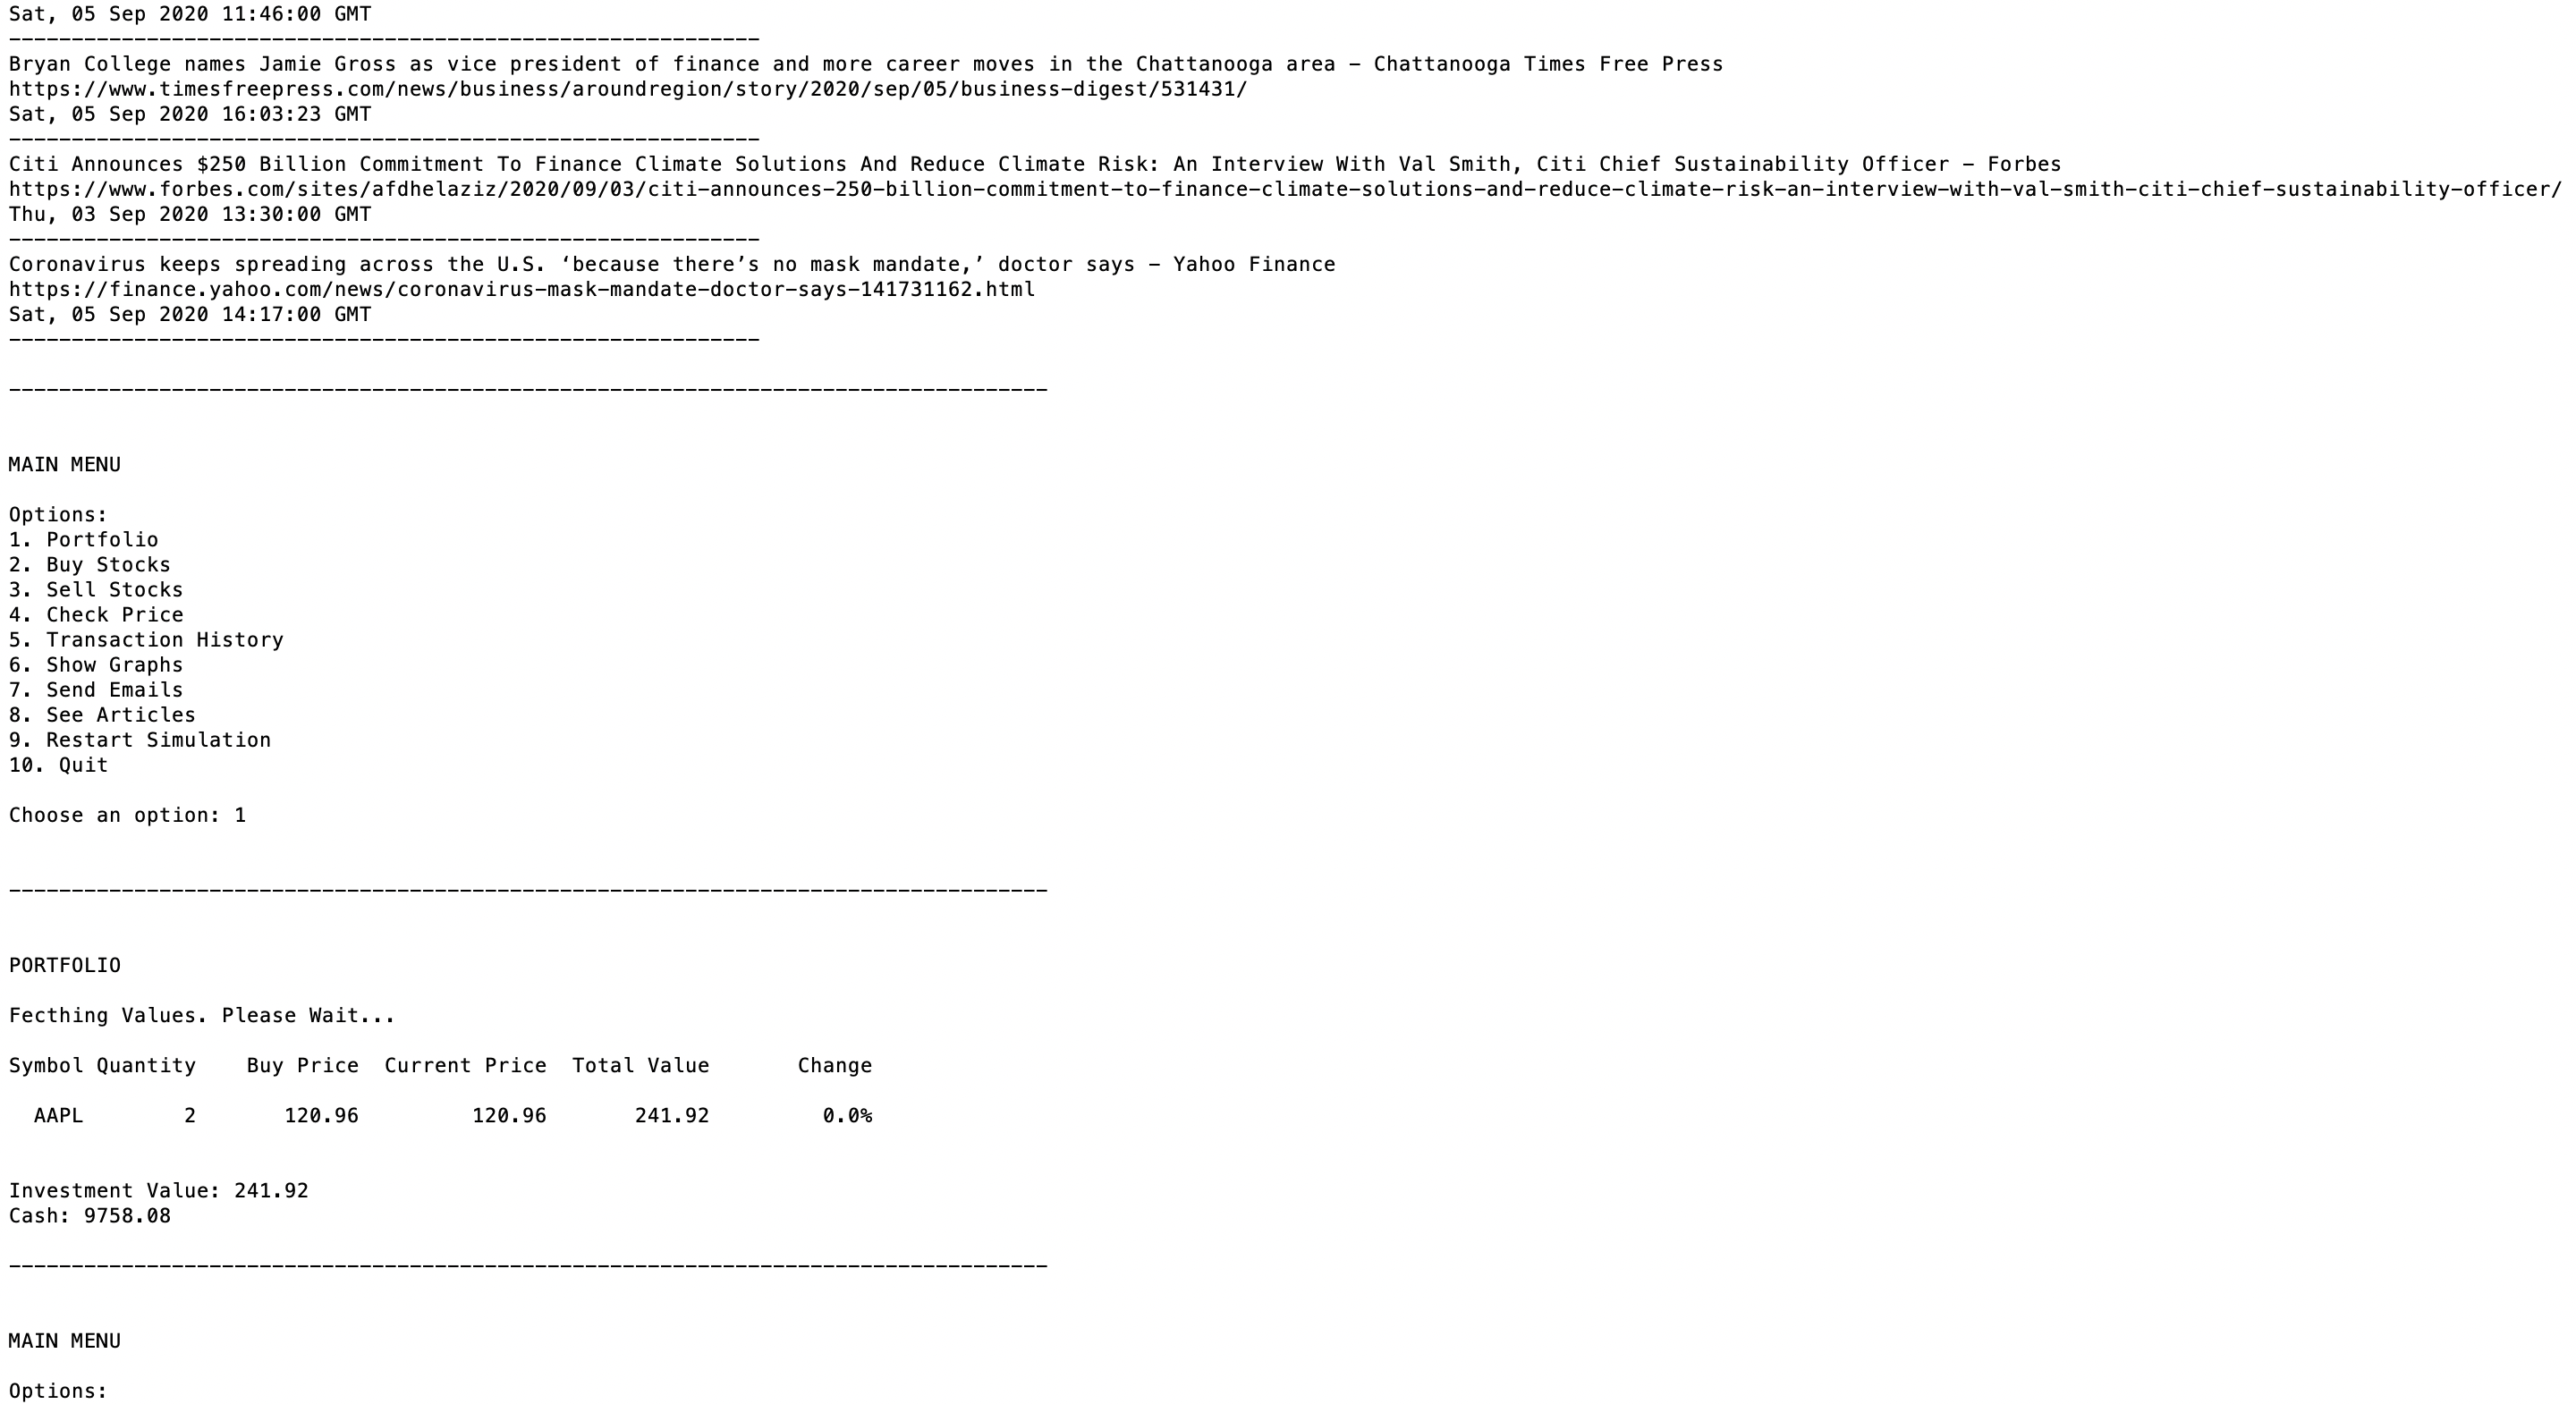 Sat, 05 Sep 2020 11:46:00 GMT
------------------------------------------------------------
Bryan College names Jamie Gross as vice president of finance and more career moves in the Chattanooga area - Chattanooga Times Free Press
https://www.timesfreepress.com/news/business/aroundregion/story/2020/sep/05/business-digest/531431/
Sat, 05 Sep 2020 16:03:23 GMT
------------------------------------------------------------
Citi Announces $250 Billion Commitment To Finance Climate Solutions And Reduce Climate Risk: An Interview With Val Smith, Citi Chief Sustainability Officer - Forbes
https://www.forbes.com/sites/afdhelaziz/2020/09/03/citi-announces-250-billion-commitment-to-finance-climate-solutions-and-reduce-climate-risk-an-interview-with-val-smith-citi-chief-sustainability-officer/
Thu, 03 Sep 2020 13:30:00 GMT
------------------------------------------------------------
Coronavirus keeps spreading across the U.S. ‘because there’s no mask mandate,’ doctor says - Yahoo Finance
https://finance.yahoo.com/news/coronavirus-mask-mandate-doctor-says-141731162.html
Sat, 05 Sep 2020 14:17:00 GMT
------------------------------------------------------------
-----------------------------------------------------------------------------------
MAIN MENU
Options:
1. Portfolio
2. Buy Stocks
3. Sell Stocks
4. Check Price
5. Transaction History
6. Show Graphs
7. Send Emails
8. See Articles
9. Restart Simulation
10. Quit
Choose an option: 1
-----------------------------------------------------------------------------------
PORTFOLIO
Fecthing Values. Please Wait...
Symbol Quantity    Buy Price  Current Price  Total Value       Change
  AAPL        2       120.96         120.96       241.92         0.0%
Investment Value: 241.92
Cash: 9758.08
-----------------------------------------------------------------------------------
MAIN MENU
Options: